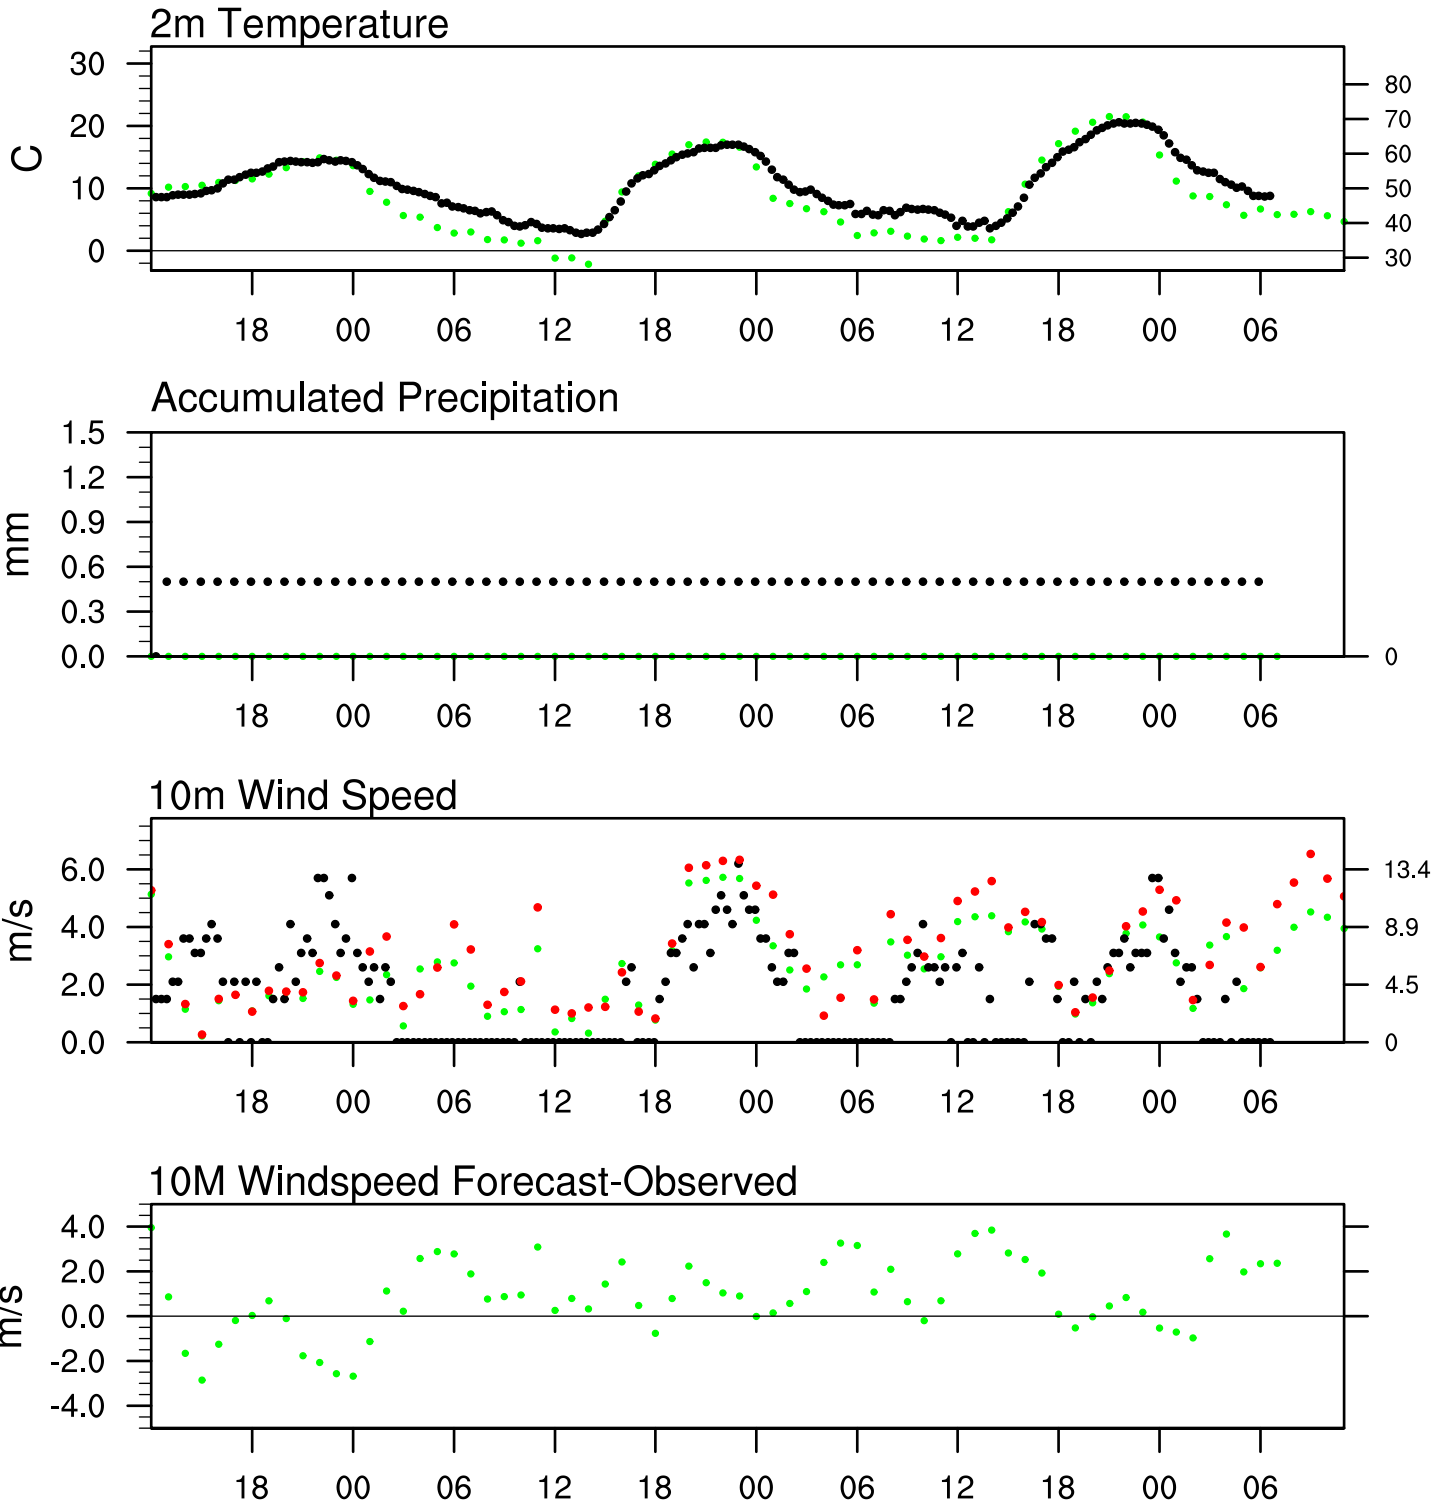 2m Temperature
30
20
10
0
C
80
70
60
50
40
30
18 00 06 12 18 00 06 12 18 00 06
Accumulated Precipitation
1.5
1.2
0.9
0.6
0.3
0.0
mm
0
18 00 06 12 18 00 06 12 18 00 06
10m Wind Speed
6.0
4.0
2.0
0.0
m/s
13.4
8.9
4.5
0
18 00 06 12 18 00 06 12 18 00 06
10M Windspeed Forecast-Observed
4.0
2.0
0.0
-2.0
-4.0
m/s
18 00 06 12 18 00 06 12 18 00 06